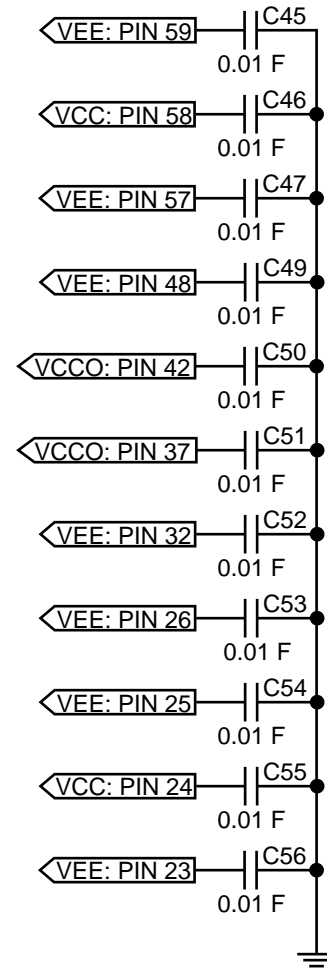 VEE: PIN 59
C45
0.01 F
VCC: PIN 58
C46
0.01 F
VEE: PIN 57
C47
0.01 F
VEE: PIN 48
C49
0.01 F
VCCO: PIN 42
C50
0.01 F
VCCO: PIN 37
C51
0.01 F
VEE: PIN 32
C52
0.01 F
VEE: PIN 26
C53
0.01 F
VEE: PIN 25
C54
0.01 F
VCC: PIN 24
C55
0.01 F
VEE: PIN 23
C56
0.01 F